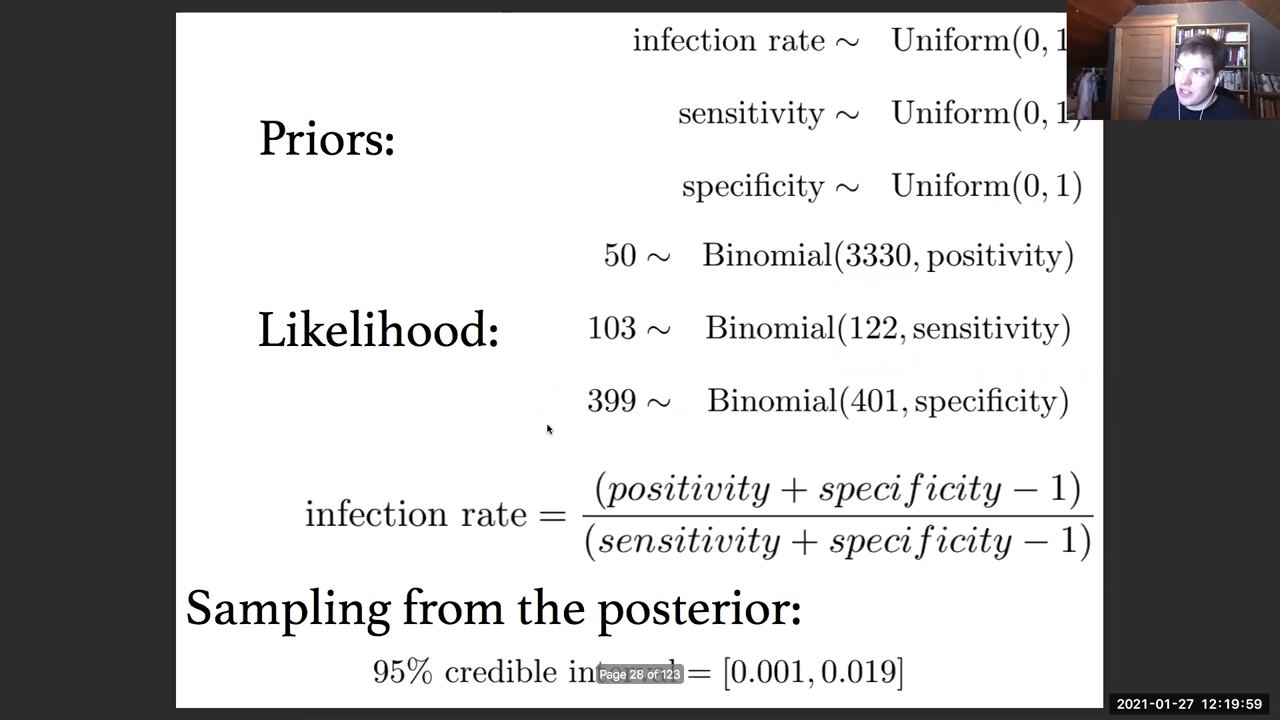 infection rate ∼ Uniform(0, 1
sensitivity ∼ Uniform(0, 1)
Priors:
specificity ∼ Uniform(0, 1)
50 ∼ Binomial(3330, positivity)
Likelihood:
103 ∼ Binomial(122, sensitivity)
399 ∼ Binomial(401, specificity)
infection rate = (positivity + specificity − 1)
(sensitivity + specificity − 1)
Sampling from the posterior:
95% credible in = [0.001, 0.019]
Page 28 of 123
2021-01-27 12:19:59